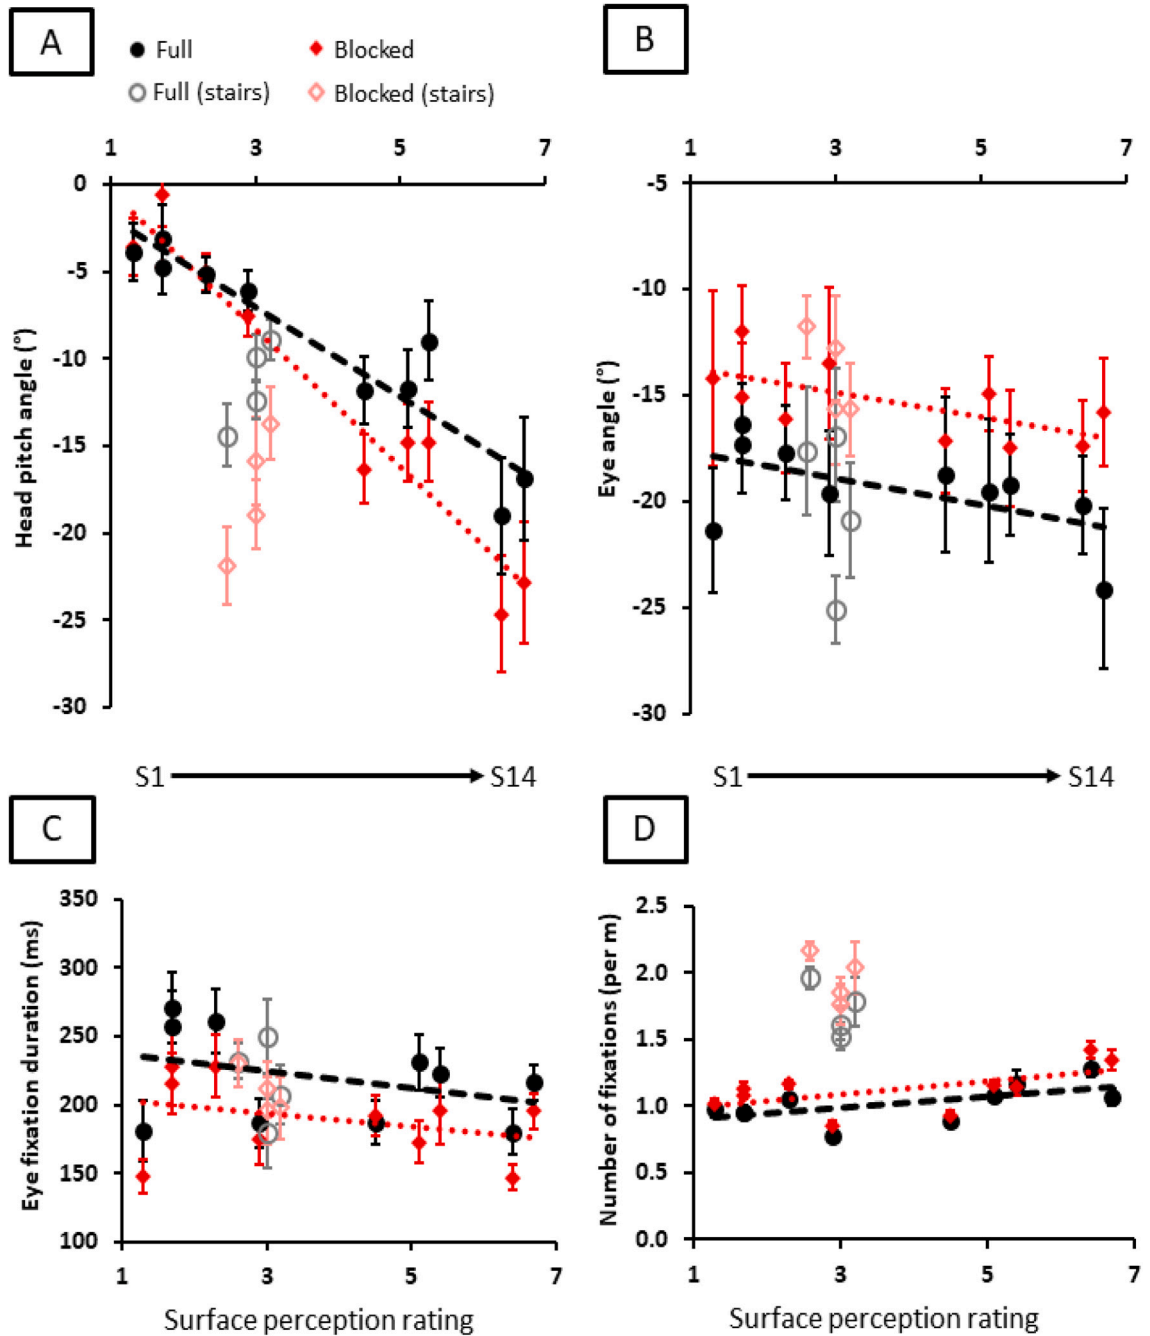 A
Full
Blocked
Full (stairs)
Blocked (stairs)
1 3 5 7
0
-5
-10
-15
-20
-25
-30
Head pitch angle (°)
B
1 3 5 7
-5
-10
-15
-20
-25
-30
Eye angle (°)
S1 S14
S1 S14
C
350
300
250
200
150
100
Eye fixation duration (ms)
1 3 5 7
Surface perception rating
D
2.5
2.0
1.5
1.0
0.5
0.0
Number of fixations (per m)
1 3 5 7
Surface perception rating